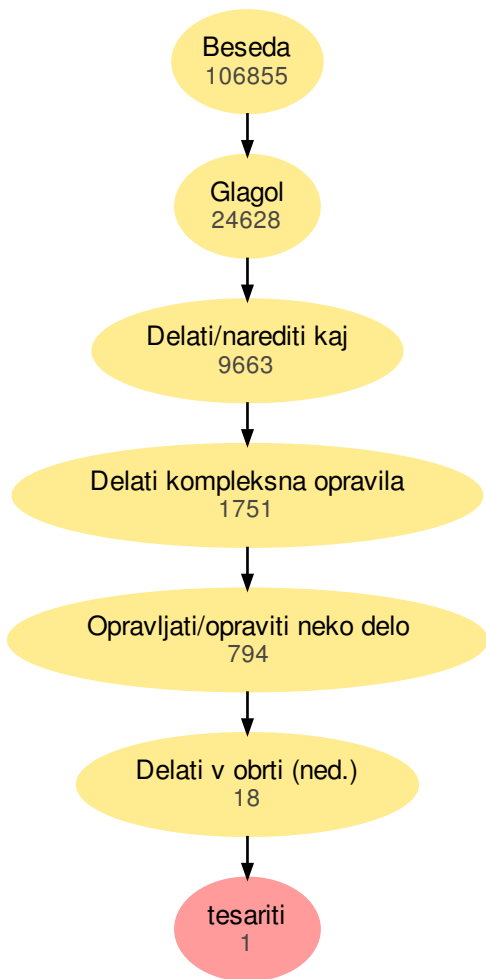 Beseda
106855
Glagol
24628
Delati/narediti kaj
9663
Delati kompleksna opravila
1751
Opravljati/opraviti neko delo
794
Delati v obrti (ned.)
18
tesariti
1